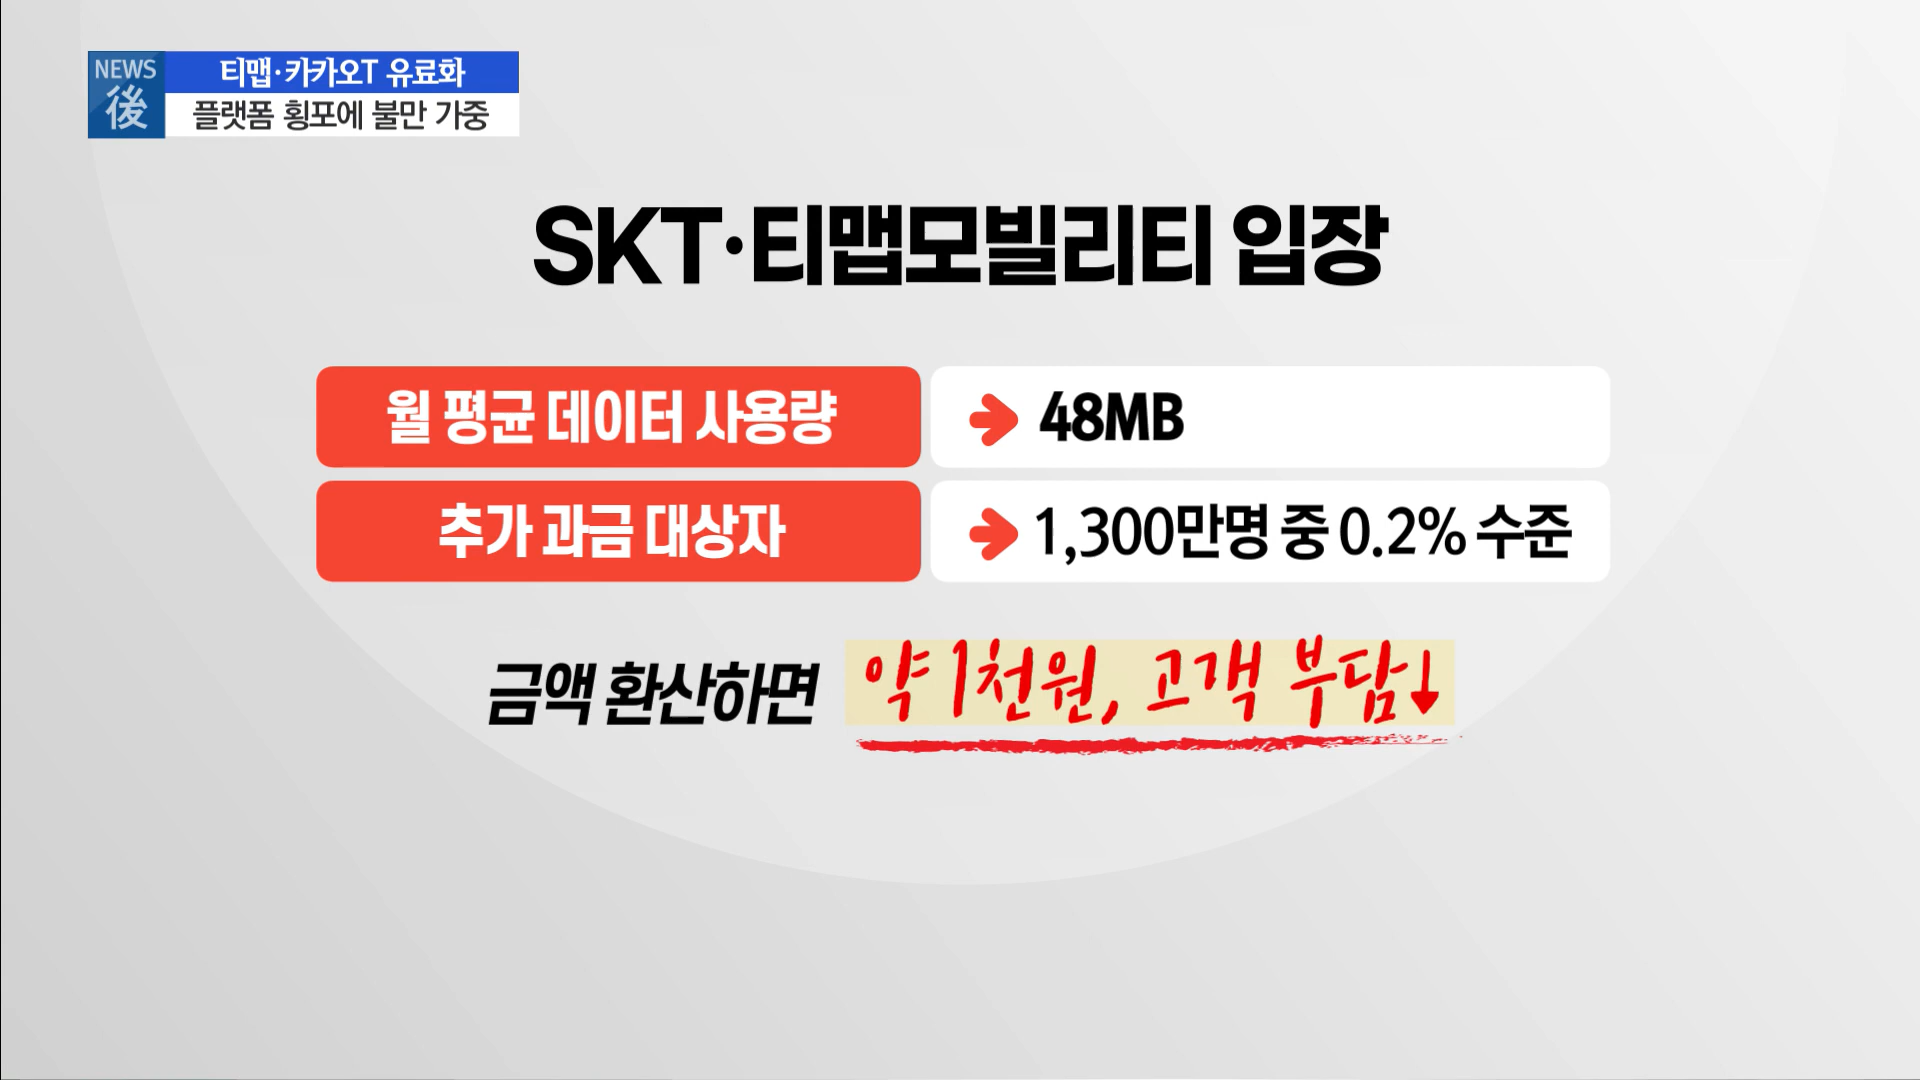 NEWS
後
티맵·카카오T 유료화
플랫폼 횡포에 불만 가중
SKT·티맵모빌리티 입장
월 평균 데이터 사용량
48MB
추가 과금 대상자
1,300만명 중 0.2% 수준
금액 환산하면 약 1천원, 고객 부담↓